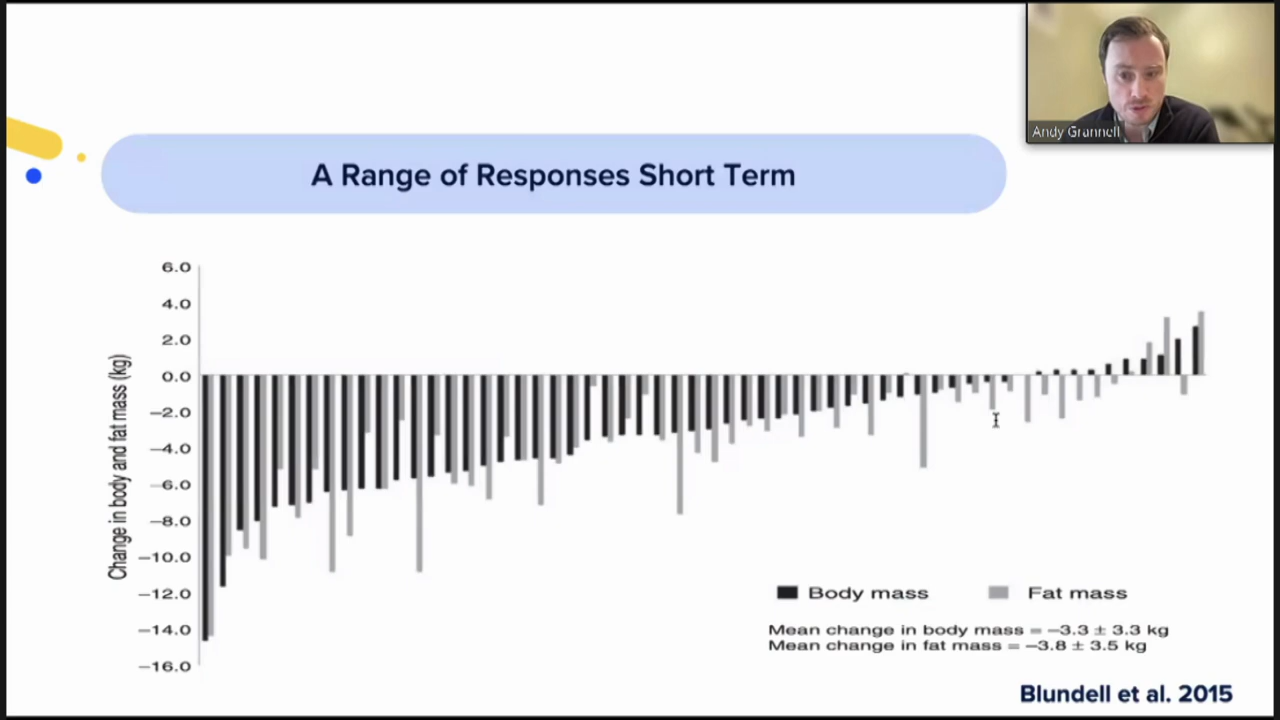 Andy Grannell
A Range of Responses Short Term
6.0
4.0
2.0
0.0
−2.0
−4.0
−6.0
−8.0
−10.0
−12.0
−14.0
−16.0
Change in body and fat mass (kg)
Body mass
Fat mass
Mean change in body mass = −3.3 ± 3.3 kg
Mean change in fat mass = −3.8 ± 3.5 kg
Blundell et al. 2015